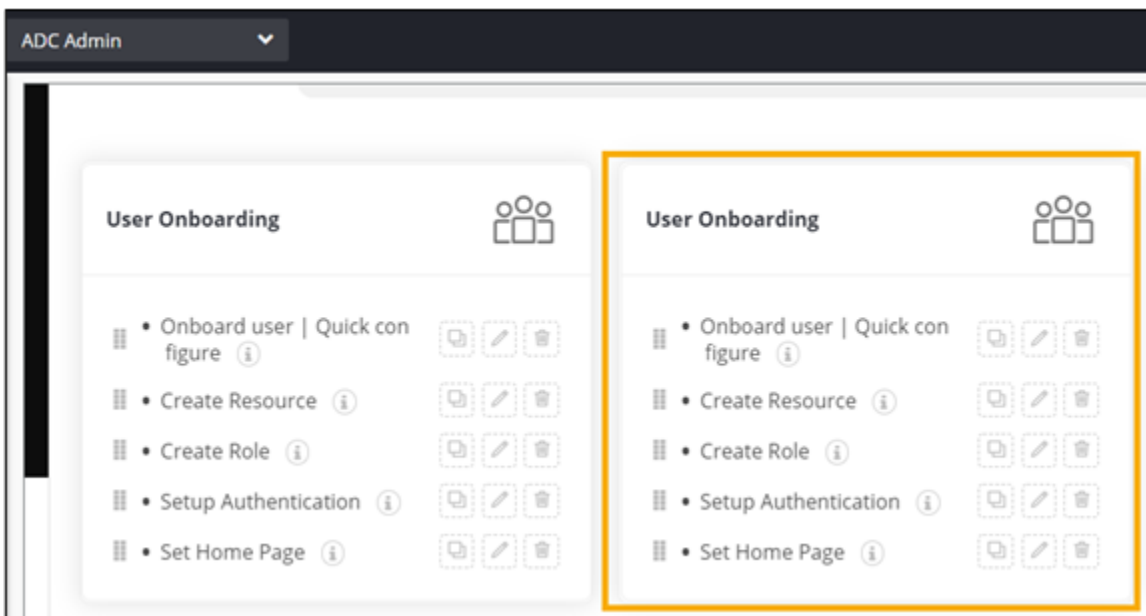 ADC Admin
User Onboarding
• Onboard user | Quick con
figure
• Create Resource
• Create Role
• Setup Authentication
• Set Home Page
User Onboarding
• Onboard user | Quick con
figure
• Create Resource
• Create Role
• Setup Authentication
• Set Home Page